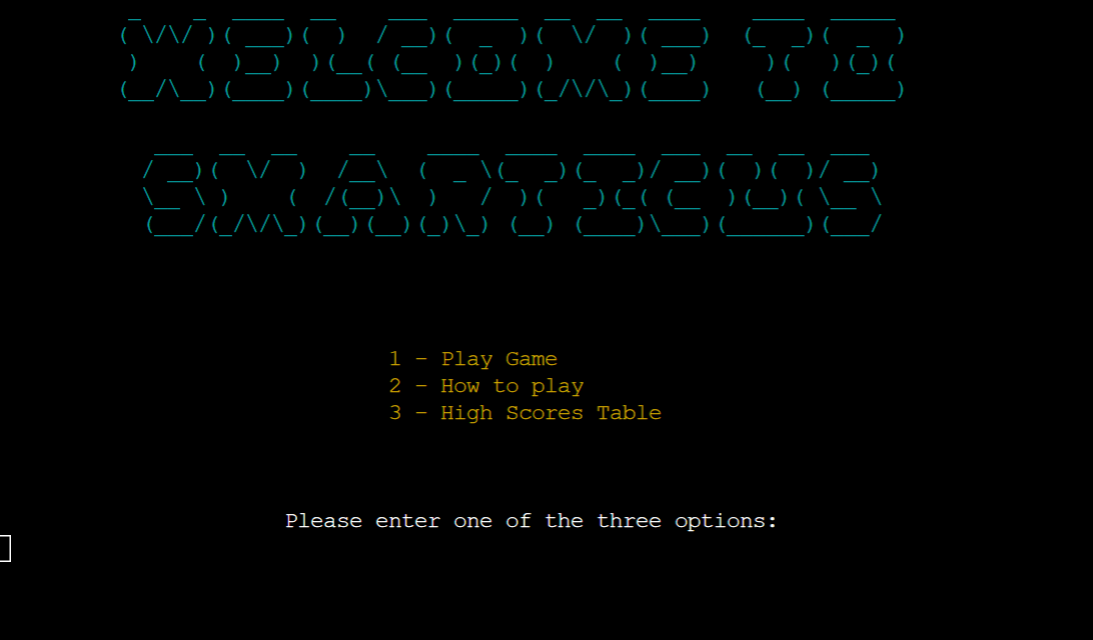 WELCOME TO
SMARTICUS
1 - Play Game
2 - How to play
3 - High Scores Table
Please enter one of the three options: